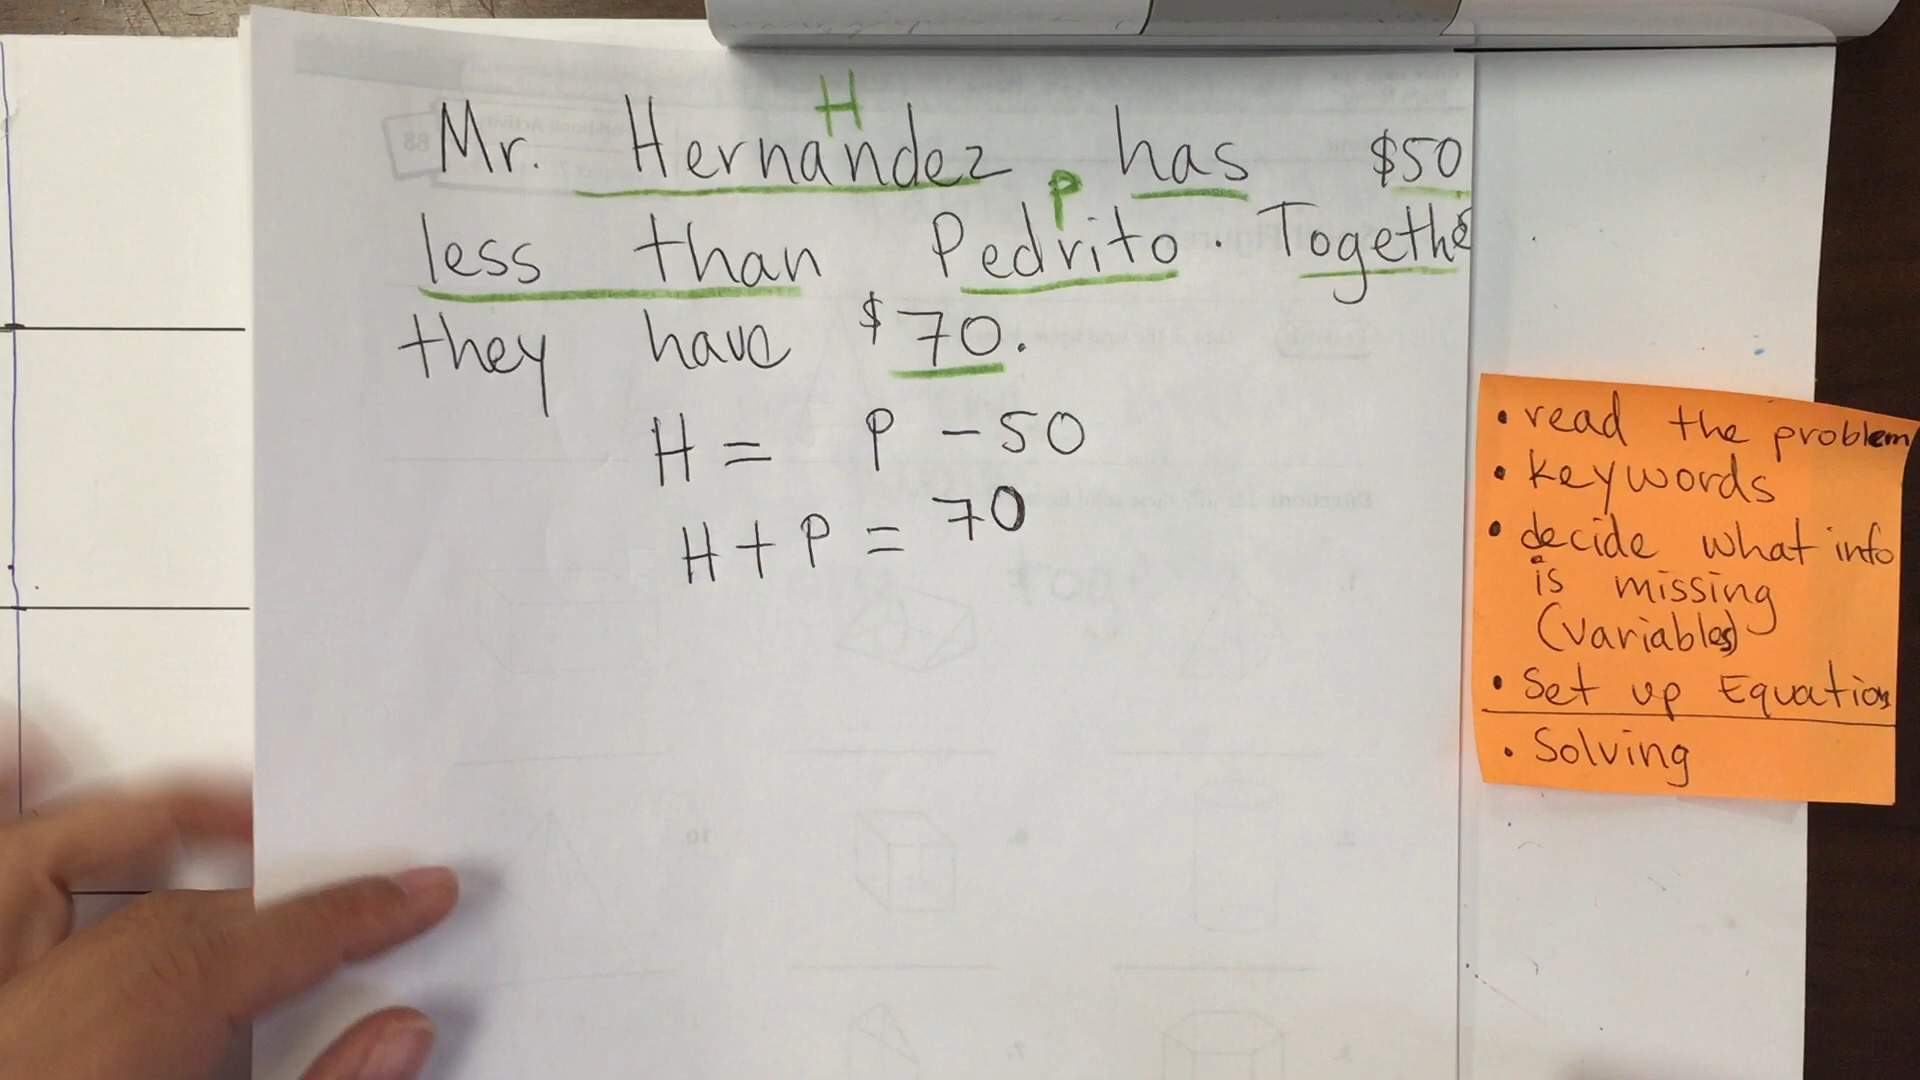 H
Mr. Hernandez has $50
P
less than Pedrito. Togethe
they have $70.
H = P - 50
H + P = 70
• read the problem
• keywords
• decide what info
is missing
(variables)
• Set up Equations
• Solving